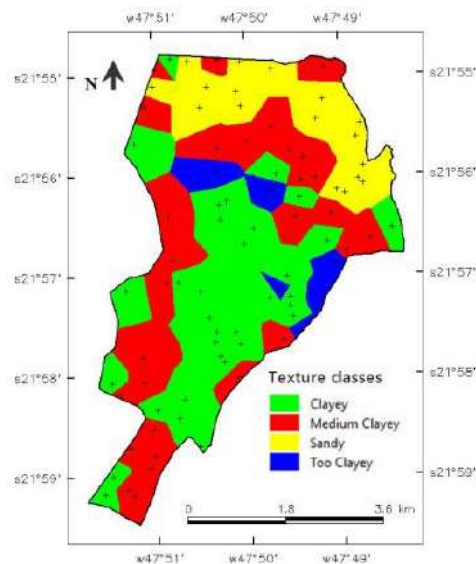 w47°51' w47°50' w47°49'
s21°55' s21°55'
N
s21°56' s21°56'
s21°57' s21°57'
s21°58' s21°58'
Texture classes
Clayey
Medium Clayey
Sandy
Too Clayey
s21°59' s21°59'
0 1.8 3.6 km
w47°51' w47°50' w47°49'